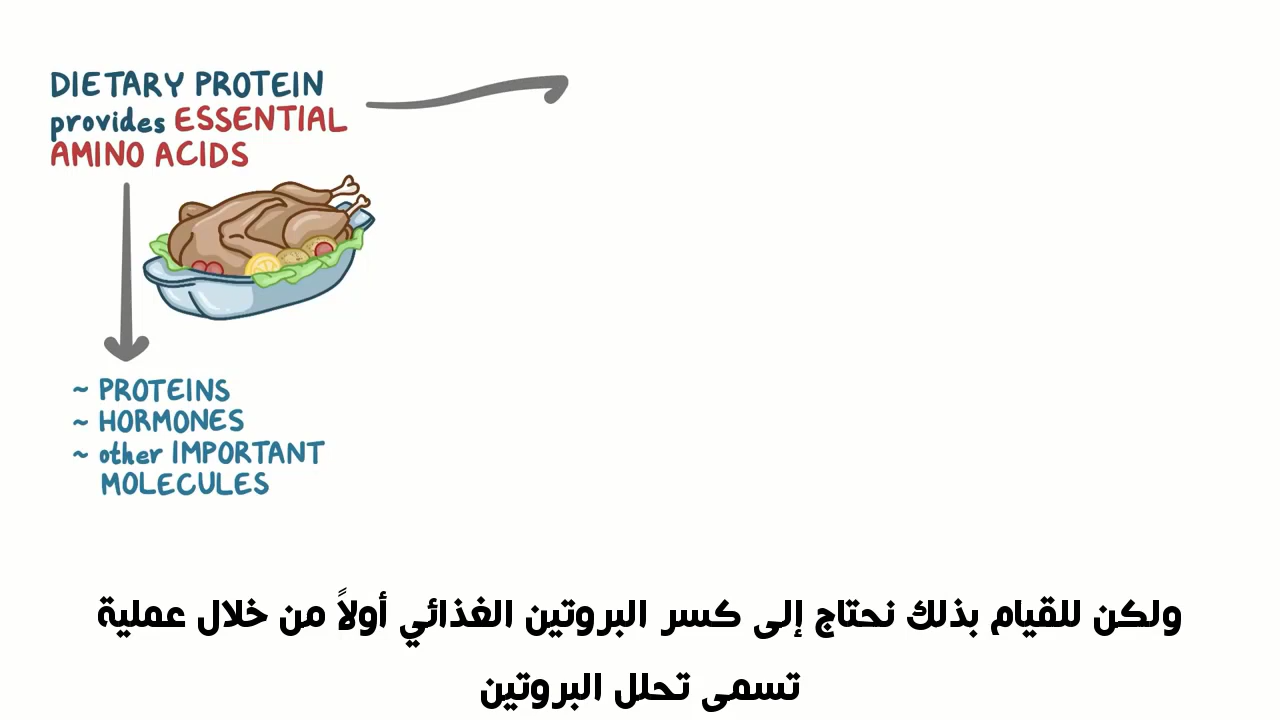 DIETARY PROTEIN
provides ESSENTIAL
AMINO ACIDS
~ PROTEINS
~ HORMONES
~ other IMPORTANT
MOLECULES
ولكن للقيام بذلك نحتاج إلى كسر البروتين الغذائي أولاً من خلال عملية
تسمى تحلل البروتين